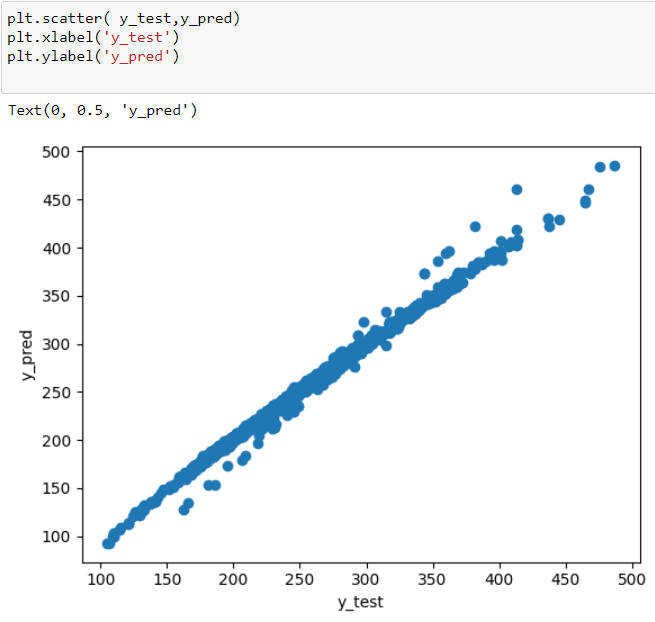 plt.scatter( y_test,y_pred)
plt.xlabel('y_test')
plt.ylabel('y_pred')
Text(0, 0.5, 'y_pred')
500
450
400
350
300
250
200
150
100
y_pred
100 150 200 250 300 350 400 450 500
y_test